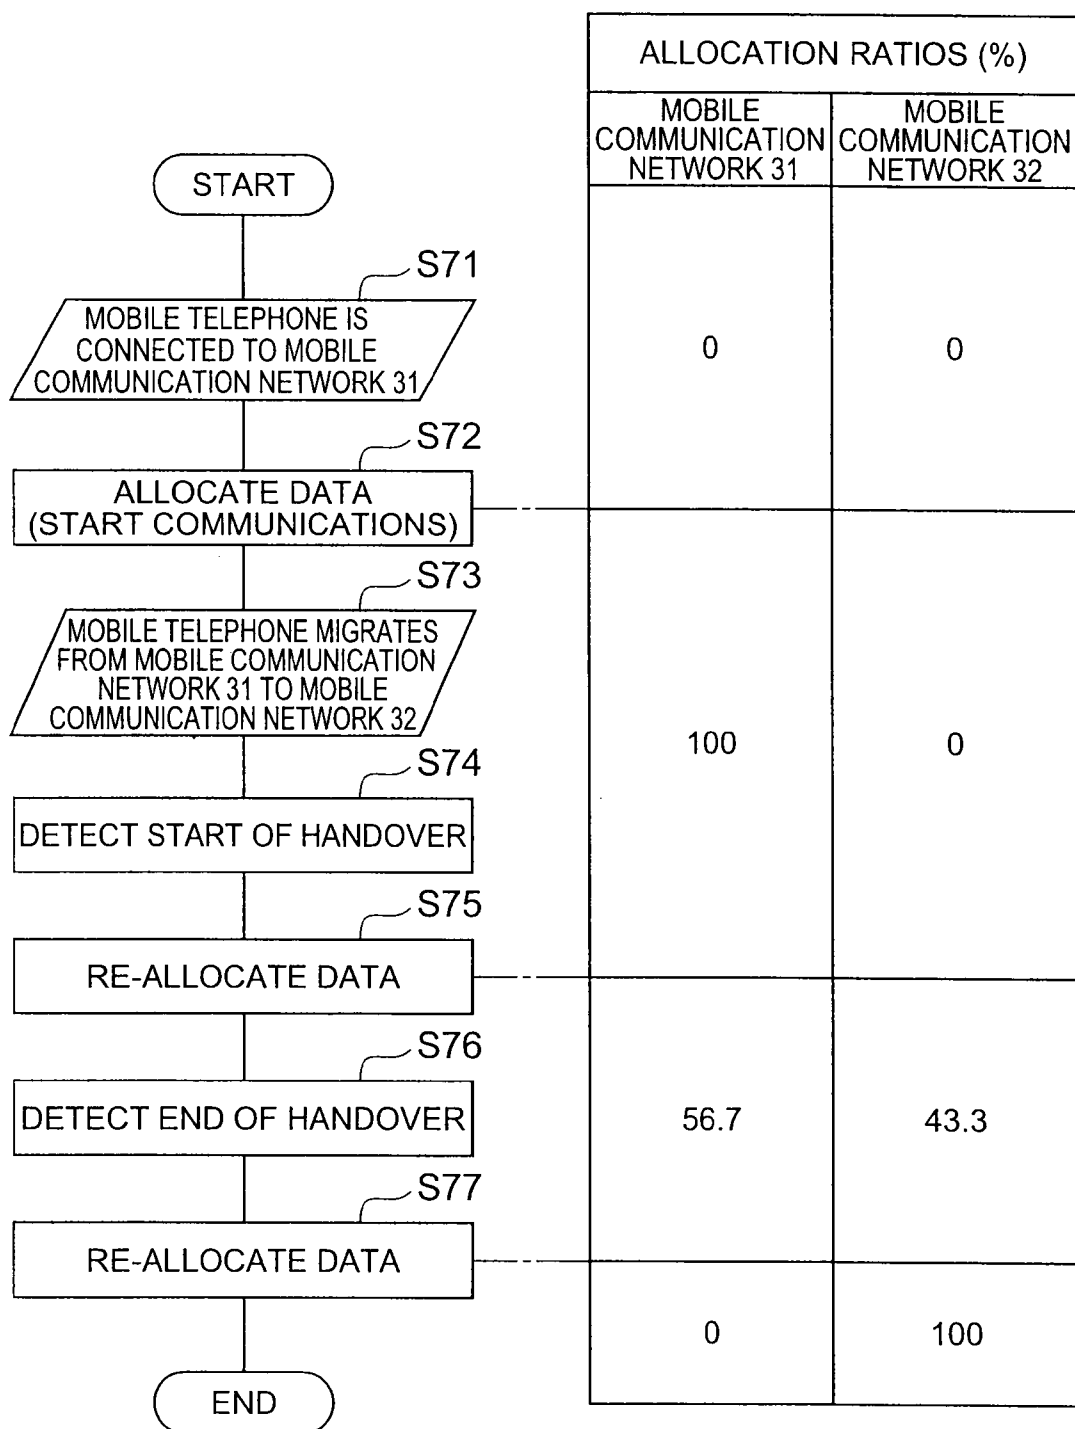 ALLOCATION RATIOS (%)
MOBILE
COMMUNICATION
NETWORK 31
MOBILE
COMMUNICATION
NETWORK 32
START
S71
MOBILE TELEPHONE IS
CONNECTED TO MOBILE
COMMUNICATION NETWORK 31
0
0
S72
ALLOCATE DATA
(START COMMUNICATIONS)
S73
MOBILE TELEPHONE MIGRATES
FROM MOBILE COMMUNICATION
NETWORK 31 TO MOBILE
COMMUNICATION NETWORK 32
100
0
S74
DETECT START OF HANDOVER
S75
RE-ALLOCATE DATA
S76
DETECT END OF HANDOVER
56.7
43.3
S77
RE-ALLOCATE DATA
0
100
END